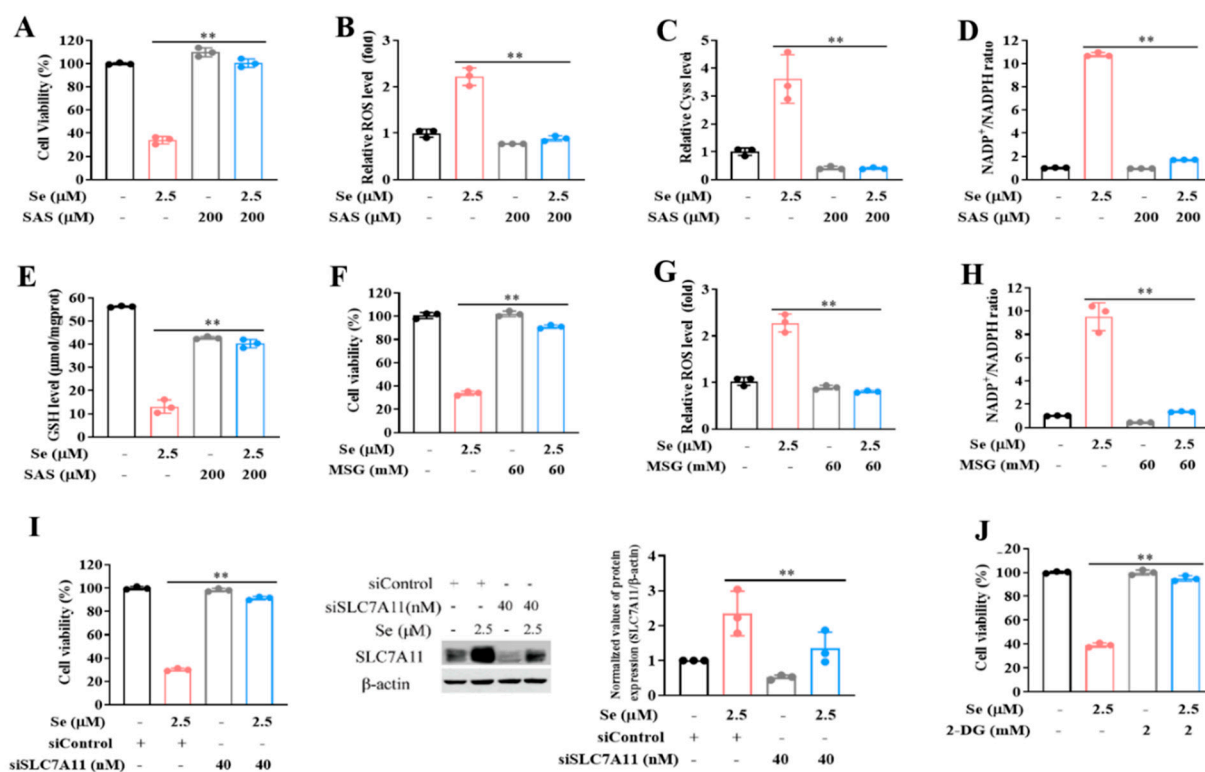 A
Cell Viability (%)
120
100
80
60
40
20
0
**
Se (μM) - 2.5 - 2.5
SAS (μM) - - 200 200
B
Relative ROS level (fold)
3
2
1
0
**
Se (μM) - 2.5 - 2.5
SAS (μM) - - 200 200
C
Relative Cyss level
5
4
3
2
1
0
**
Se (μM) - 2.5 - 2.5
SAS (μM) - - 200 200
D
NADP⁺/NADPH ratio
12
10
8
6
4
2
0
**
Se (μM) - 2.5 - 2.5
SAS (μM) - - 200 200
E
GSH level (μmol/mgprot)
60
50
40
30
20
10
0
**
Se (μM) - 2.5 - 2.5
SAS (μM) - - 200 200
F
Cell viability (%)
120
100
80
60
40
20
0
**
Se (μM) - 2.5 - 2.5
MSG (mM) - - 60 60
G
Relative ROS level (fold)
3
2
1
0
**
Se (μM) - 2.5 - 2.5
MSG (mM) - - 60 60
H
NADP⁺/NADPH ratio
12
10
8
6
4
2
0
**
Se (μM) - 2.5 - 2.5
MSG (mM) - - 60 60
I
Cell viability (%)
120
100
80
60
40
20
0
**
Se (μM) - 2.5 - 2.5
siControl + + - -
siSLC7A11 (nM) - - 40 40
siControl + + - -
siSLC7A11(nM) - - 40 40
Se (μM) - 2.5 - 2.5
SLC7A11
β-actin
Normalized values of protein
expression (SLC7A11/β-actin)
4
3
2
1
0
**
Se (μM) - 2.5 - 2.5
siControl + + - -
siSLC7A11 (nM) - - 40 40
J
Cell viability (%)
20
100
80
60
40
20
0
**
Se (μM) - 2.5 - 2.5
2-DG (mM) - - 2 2